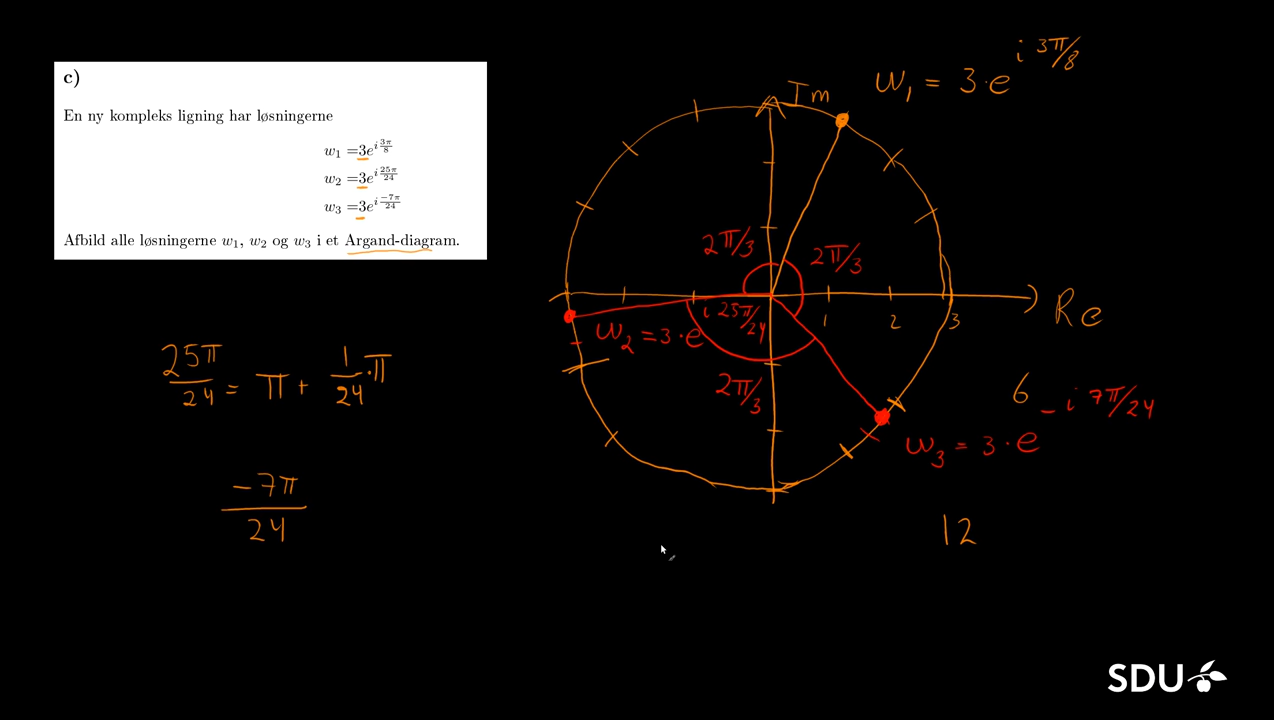 c)
En ny kompleks ligning har løsningerne
w₁ =3e^{i 3π/8}
w₂ =3e^{i 25π/24}
w₃ =3e^{i −7π/24}
Afbild alle løsningerne w₁, w₂ og w₃ i et Argand-diagram.
25π/24 = π + 1/24 · π
−7π/24
Im
w₁ = 3 · e^{i 3π/8}
2π/3
2π/3
1 2 3
Re
w₂ = 3 · e^{i 25π/24}
2π/3
6
w₃ = 3 · e^{−i 7π/24}
12
SDU